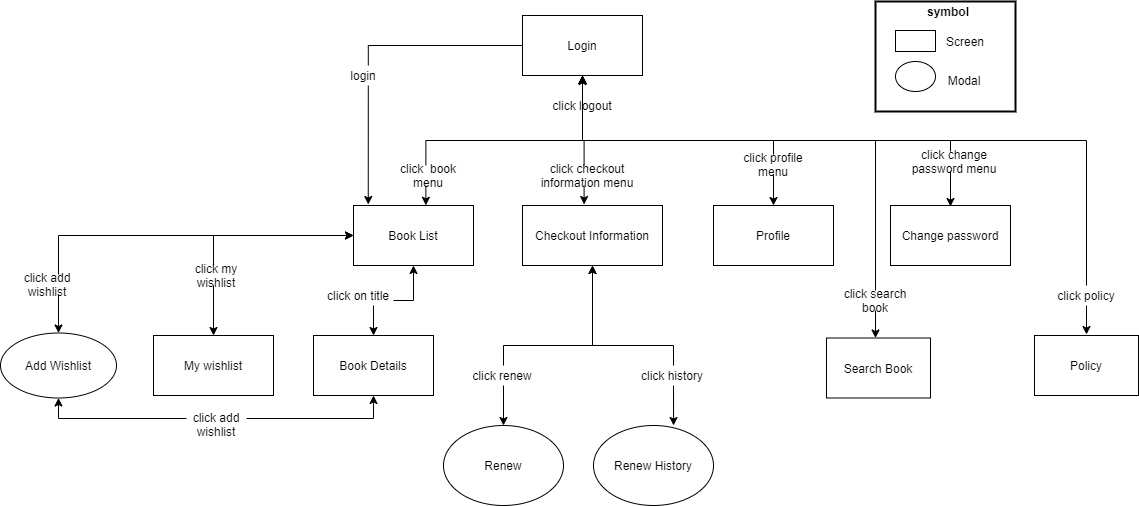 symbol
Login
Screen
login
Modal
click logout
click  book
menu
click checkout
information menu
click profile
menu
click change
password menu
Book List
Checkout Information
Profile
Change password
click add
wishlist
click my
wishlist
click on title
click search
book
click policy
Add Wishlist
My wishlist
Book Details
Search Book
Policy
click renew
click history
click add
wishlist
Renew
Renew History